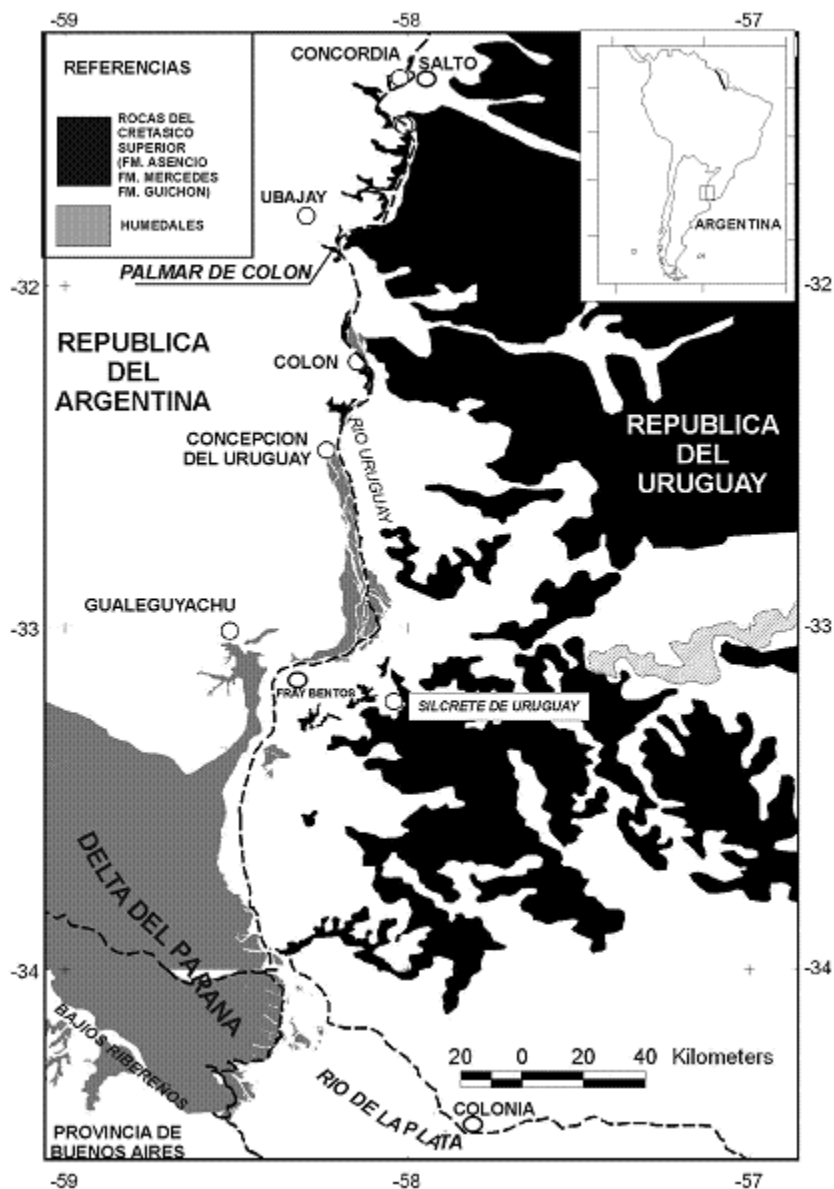 -59
-58
-57
REFERENCIAS
ROCAS DEL
CRETASICO
SUPERIOR
(FM. ASENCIO
FM. MERCEDES
FM. GUICHON)
HUMEDALES
CONCORDIA
SALTO
ARGENTINA
UBAJAY
PALMAR DE COLON
-32
-32
REPUBLICA
DEL
ARGENTINA
COLON
CONCEPCION
DEL URUGUAY
RIO URUGUAY
REPUBLICA
DEL
URUGUAY
GUALEGUYACHU
-33
-33
FRAY BENTOS
SILCRETE DE URUGUAY
DELTA DEL PARANA
-34
-34
BAJIOS RIBEREÑOS
20 0 20 40 Kilometers
RIO DE LA PLATA
COLONIA
PROVINCIA DE
BUENOS AIRES
-59
-58
-57